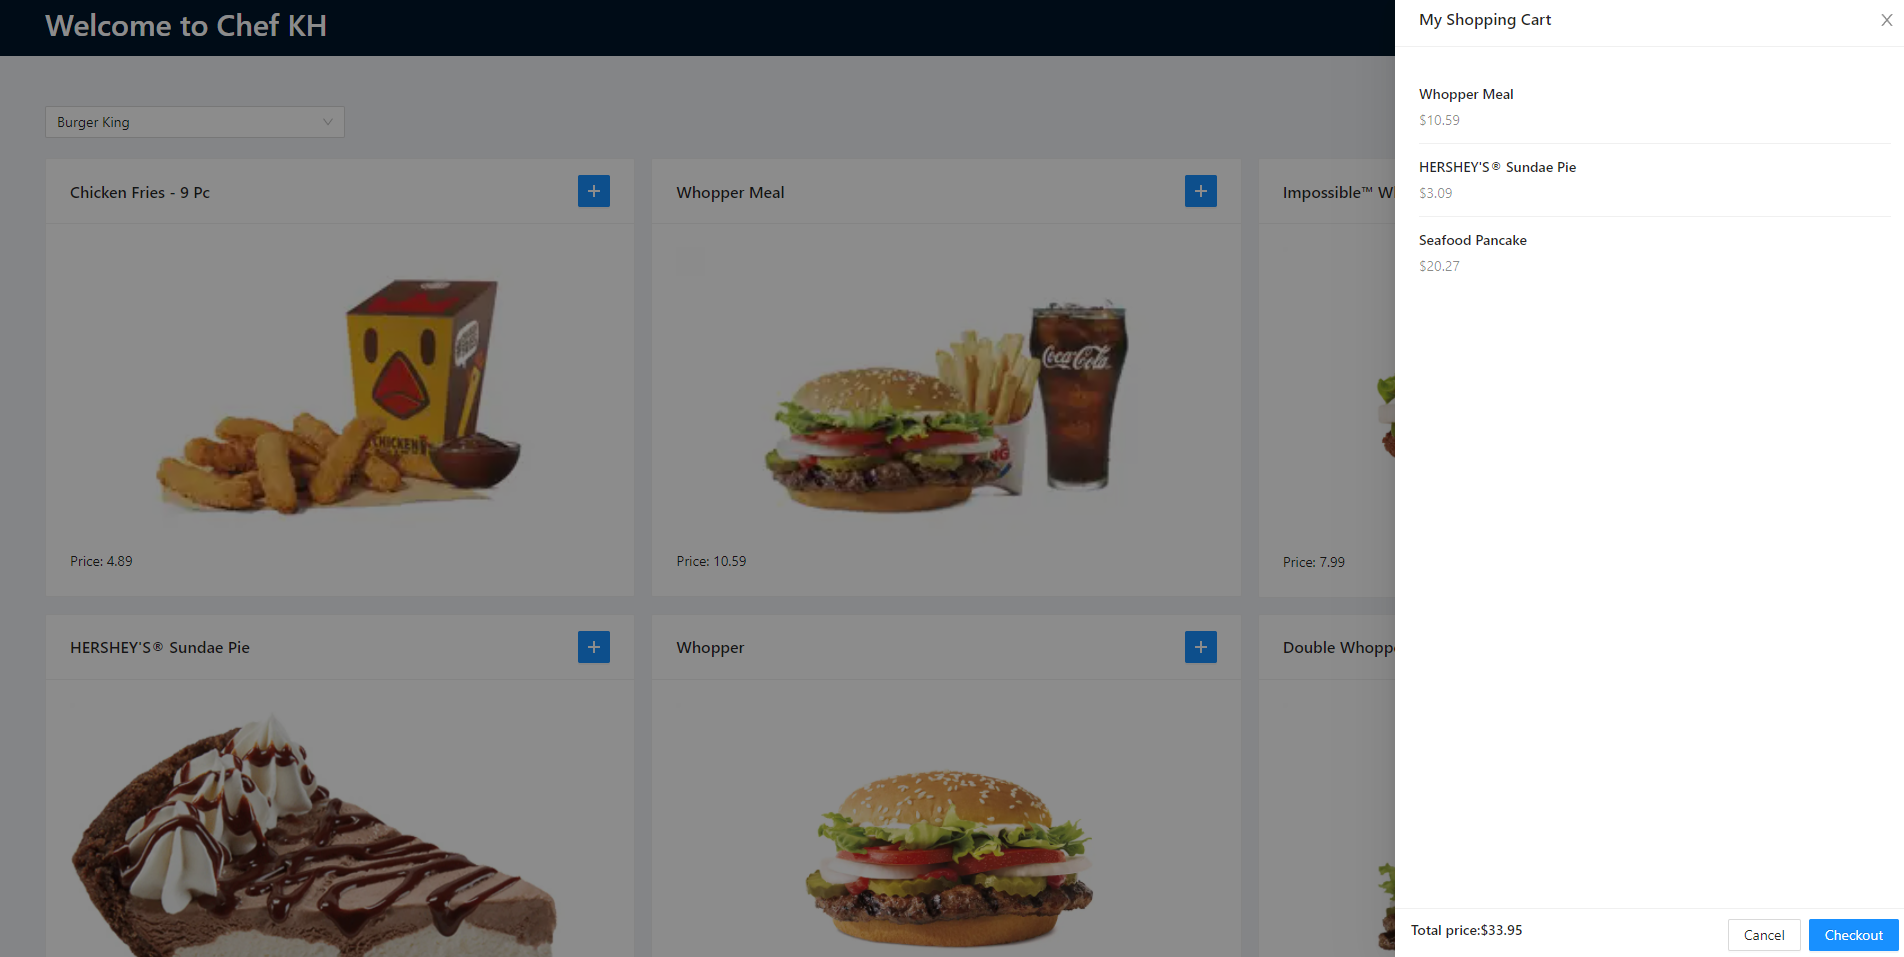 Welcome to Chef KH
Burger King
Chicken Fries - 9 Pc
CHICKEN
Price: 4.89
Whopper Meal
Coca-Cola
Price: 10.59
Impossible™ W
Price: 7.99
HERSHEY'S® Sundae Pie
Whopper
Double Whopp
My Shopping Cart
Whopper Meal
$10.59
HERSHEY'S® Sundae Pie
$3.09
Seafood Pancake
$20.27
Total price:$33.95
Cancel
Checkout